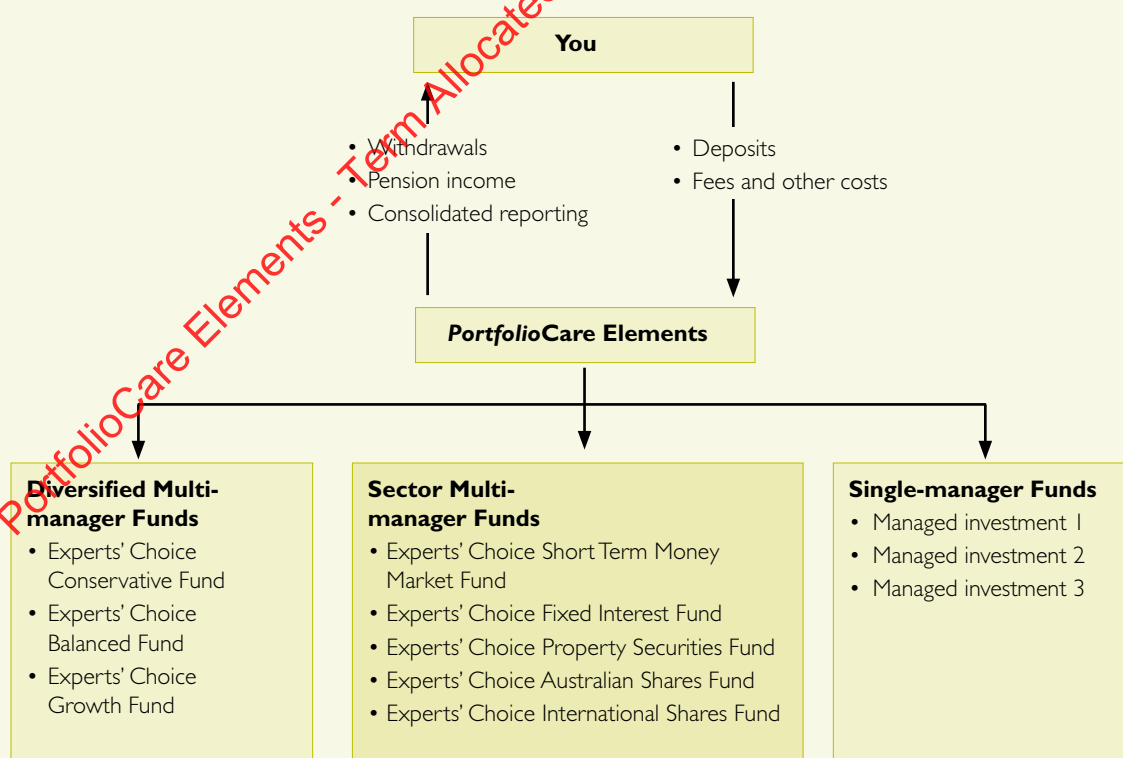 You
• Withdrawals
• Pension income
• Consolidated reporting
• Deposits
• Fees and other costs
PortfolioCare Elements
Diversified Multi-
manager Funds
• Experts' Choice
Conservative Fund
• Experts' Choice
Balanced Fund
• Experts' Choice
Growth Fund
Sector Multi-
manager Funds
• Experts' Choice Short Term Money
Market Fund
• Experts' Choice Fixed Interest Fund
• Experts' Choice Property Securities Fund
• Experts' Choice Australian Shares Fund
• Experts' Choice International Shares Fund
Single-manager Funds
• Managed investment 1
• Managed investment 2
• Managed investment 3
PortfolioCare Elements - Term Allocated